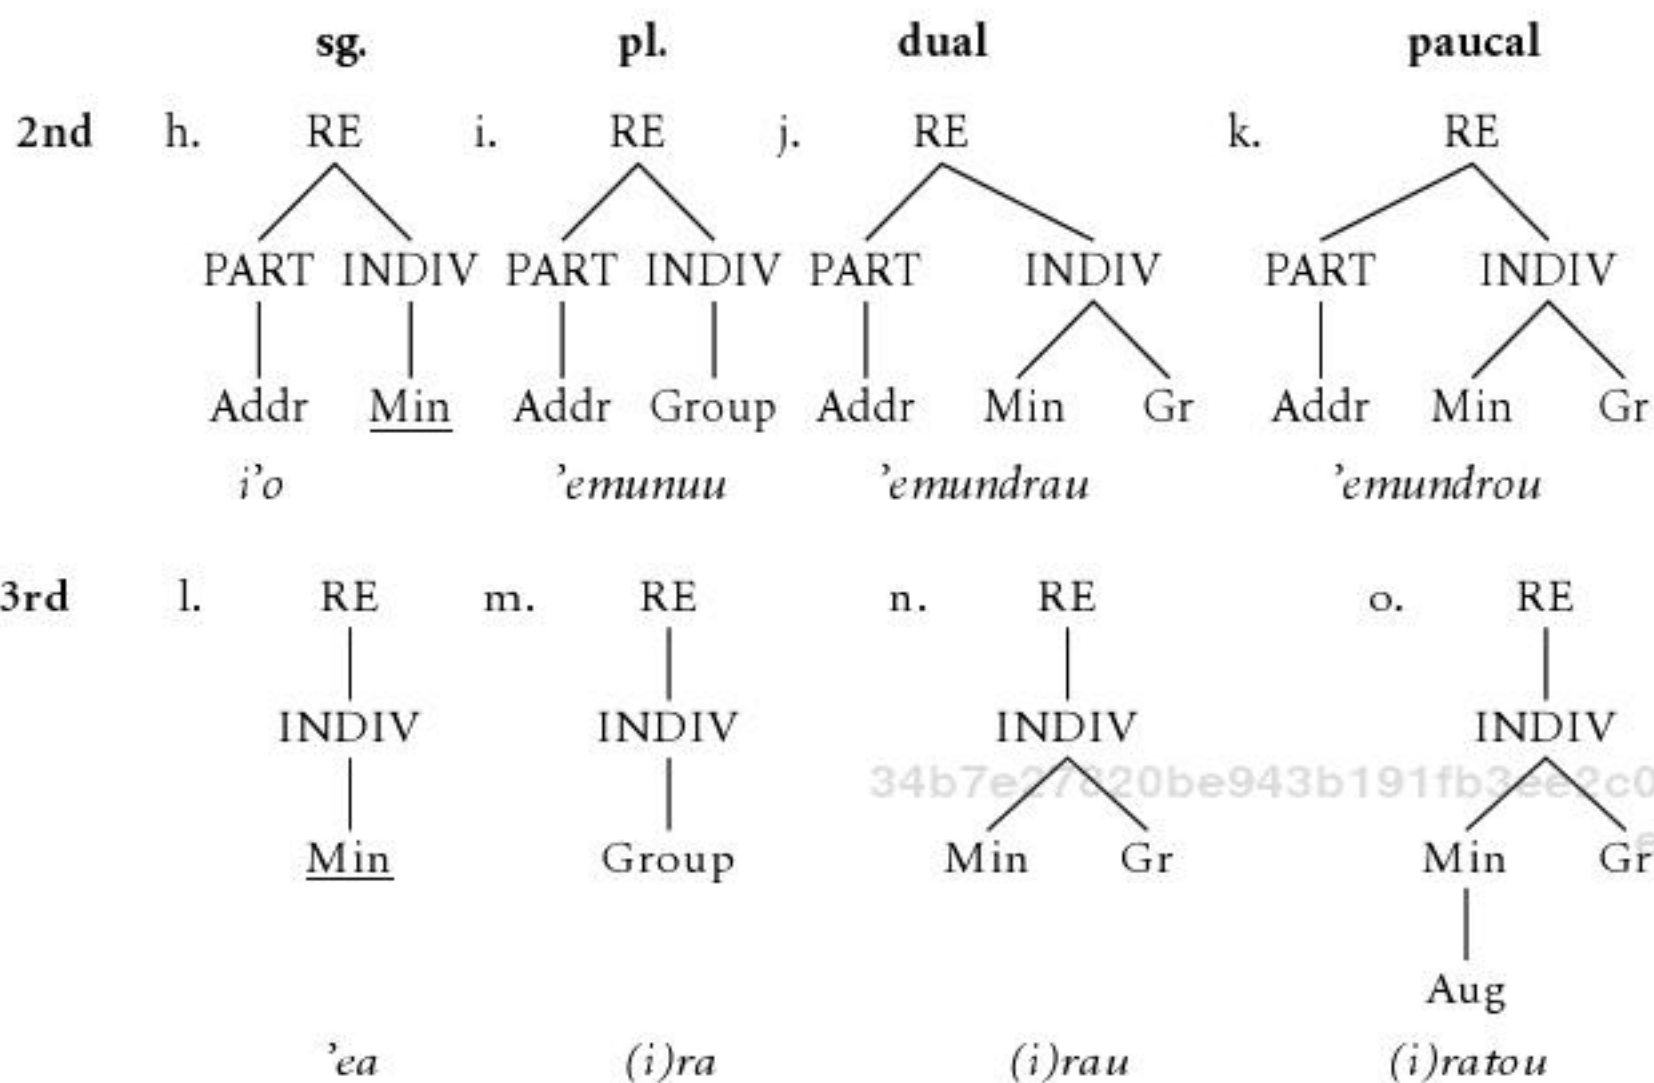 sg. pl. dual paucal
2nd h. RE i. RE j. RE k. RE
PART INDIV PART INDIV PART INDIV PART INDIV
Addr Min Addr Group Addr Min Gr Addr Min Gr
i’o ’emunuu ’emundrau ’emundrou
3rd l. RE m. RE n. RE o. RE
INDIV INDIV INDIV INDIV
Min Group Min Gr Min Gr
Aug
’ea (i)ra (i)rau (i)ratou